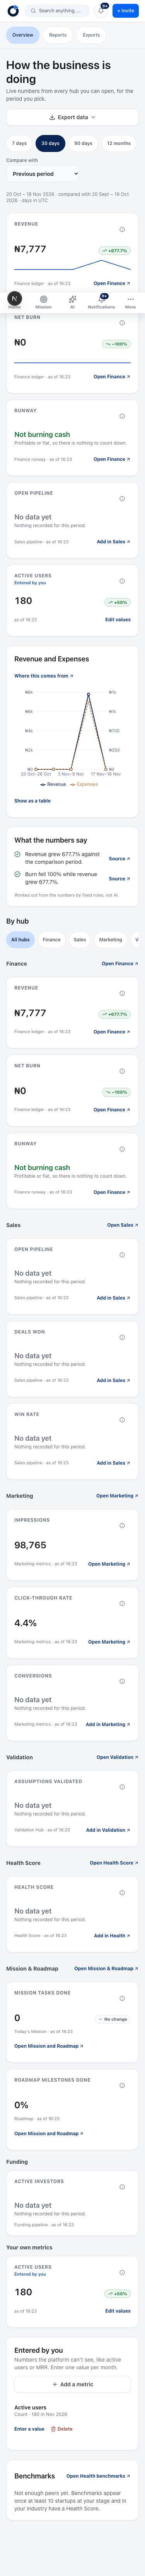 Search anything, ...
9+
+ Invite
Overview
Reports
Exports
How the business is
doing
Live numbers from every hub you can open, for the
period you pick.
Export data
7 days
30 days
90 days
12 months
Compare with
Previous period
20 Oct – 18 Nov 2026 · compared with 20 Sept – 19 Oct
2026 · days in UTC
REVENUE
₦7,777
+677.7%
Finance ledger · as of 16:23
Open Finance
N
Home
Mission
AI
9+
Notifications
More
NET BURN
₦0
−100%
Finance ledger · as of 16:23
Open Finance
RUNWAY
Not burning cash
Profitable or flat, so there is nothing to count down.
Finance runway · as of 16:23
Open Finance
OPEN PIPELINE
No data yet
Nothing recorded for this period.
Sales pipeline · as of 16:23
Add in Sales
ACTIVE USERS
Entered by you
180
+50%
as of 16:23
Edit values
Revenue and Expenses
Where this comes from
₦8k
₦6k
₦4k
₦2k
₦0
₦1k
₦700
₦350
₦0
20 Oct–26 Oct
3 Nov–9 Nov
17 Nov–18 Nov
Revenue
Expenses
Show as a table
What the numbers say
Revenue grew 677.7% against
the comparison period.
Source
Burn fell 100% while revenue
grew 677.7%.
Source
Worked out from the numbers by fixed rules, not AI.
By hub
All hubs
Finance
Sales
Marketing
V
Finance
Open Finance
REVENUE
₦7,777
+677.7%
Finance ledger · as of 16:23
Open Finance
NET BURN
₦0
−100%
Finance ledger · as of 16:23
Open Finance
RUNWAY
Not burning cash
Profitable or flat, so there is nothing to count down.
Finance runway · as of 16:23
Open Finance
Sales
Open Sales
OPEN PIPELINE
No data yet
Nothing recorded for this period.
Sales pipeline · as of 16:23
Add in Sales
DEALS WON
No data yet
Nothing recorded for this period.
Sales pipeline · as of 16:23
Add in Sales
WIN RATE
No data yet
Nothing recorded for this period.
Sales pipeline · as of 16:23
Add in Sales
Marketing
Open Marketing
IMPRESSIONS
98,765
Marketing metrics · as of 16:23
Open Marketing
CLICK-THROUGH RATE
4.4%
Marketing metrics · as of 16:23
Open Marketing
CONVERSIONS
No data yet
Nothing recorded for this period.
Marketing metrics · as of 16:23
Add in Marketing
Validation
Open Validation
ASSUMPTIONS VALIDATED
No data yet
Nothing recorded for this period.
Validation Hub · as of 16:23
Add in Validation
Health Score
Open Health Score
HEALTH SCORE
No data yet
Nothing recorded for this period.
Health Score · as of 16:23
Add in Health
Mission & Roadmap
Open Mission & Roadmap
MISSION TASKS DONE
0
No change
Today's Mission · as of 16:23
Open Mission and Roadmap
ROADMAP MILESTONES DONE
0%
Roadmap · as of 16:23
Open Mission and Roadmap
Funding
ACTIVE INVESTORS
No data yet
Nothing recorded for this period.
Funding pipeline · as of 16:23
Your own metrics
ACTIVE USERS
Entered by you
180
+50%
as of 16:23
Edit values
Entered by you
Numbers the platform can't see, like active
users or MRR. Enter one value per month.
+ Add a metric
Active users
Count · 180 in Nov 2026
Enter a value
Delete
Benchmarks
Open Health benchmarks
Not enough peers yet. Benchmarks appear
once at least 10 startups at your stage and in
your industry have a Health Score.